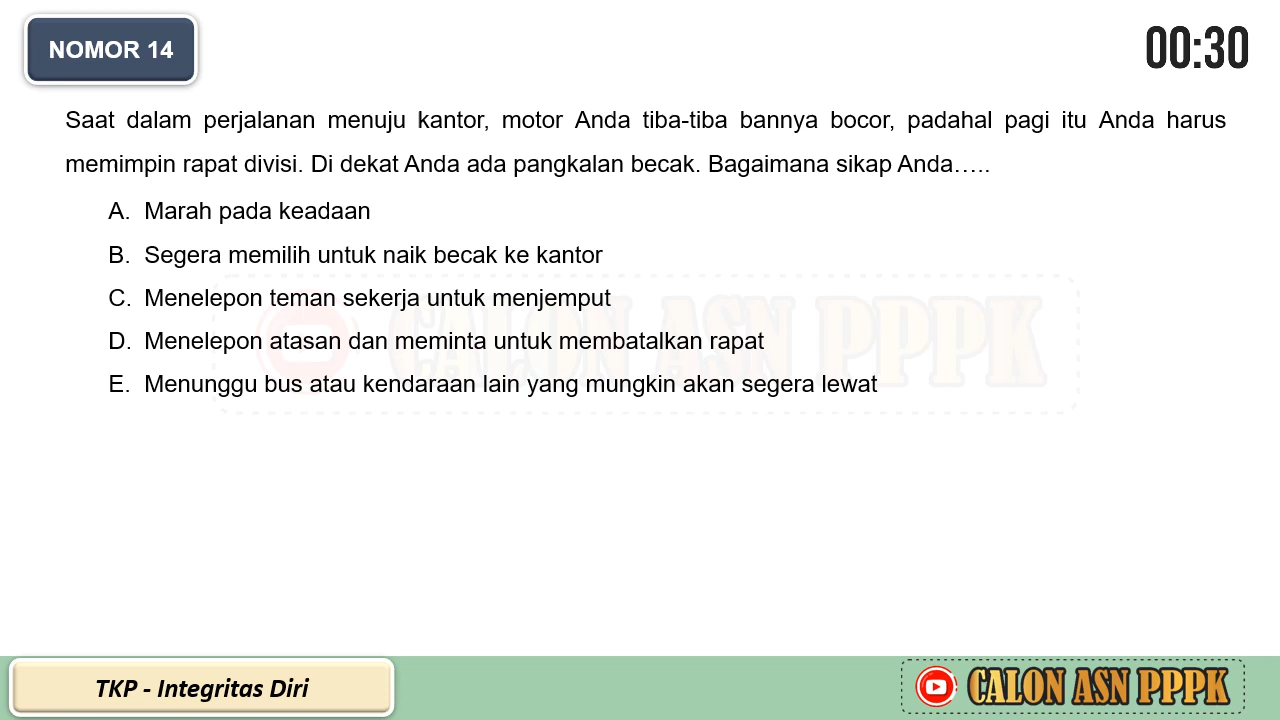 NOMOR 14
00:30
Saat dalam perjalanan menuju kantor, motor Anda tiba-tiba bannya bocor, padahal pagi itu Anda harus
memimpin rapat divisi. Di dekat Anda ada pangkalan becak. Bagaimana sikap Anda…..
A. Marah pada keadaan
B. Segera memilih untuk naik becak ke kantor
C. Menelepon teman sekerja untuk menjemput
D. Menelepon atasan dan meminta untuk membatalkan rapat
E. Menunggu bus atau kendaraan lain yang mungkin akan segera lewat
CALON ASN PPPK
TKP - Integritas Diri
CALON ASN PPPK